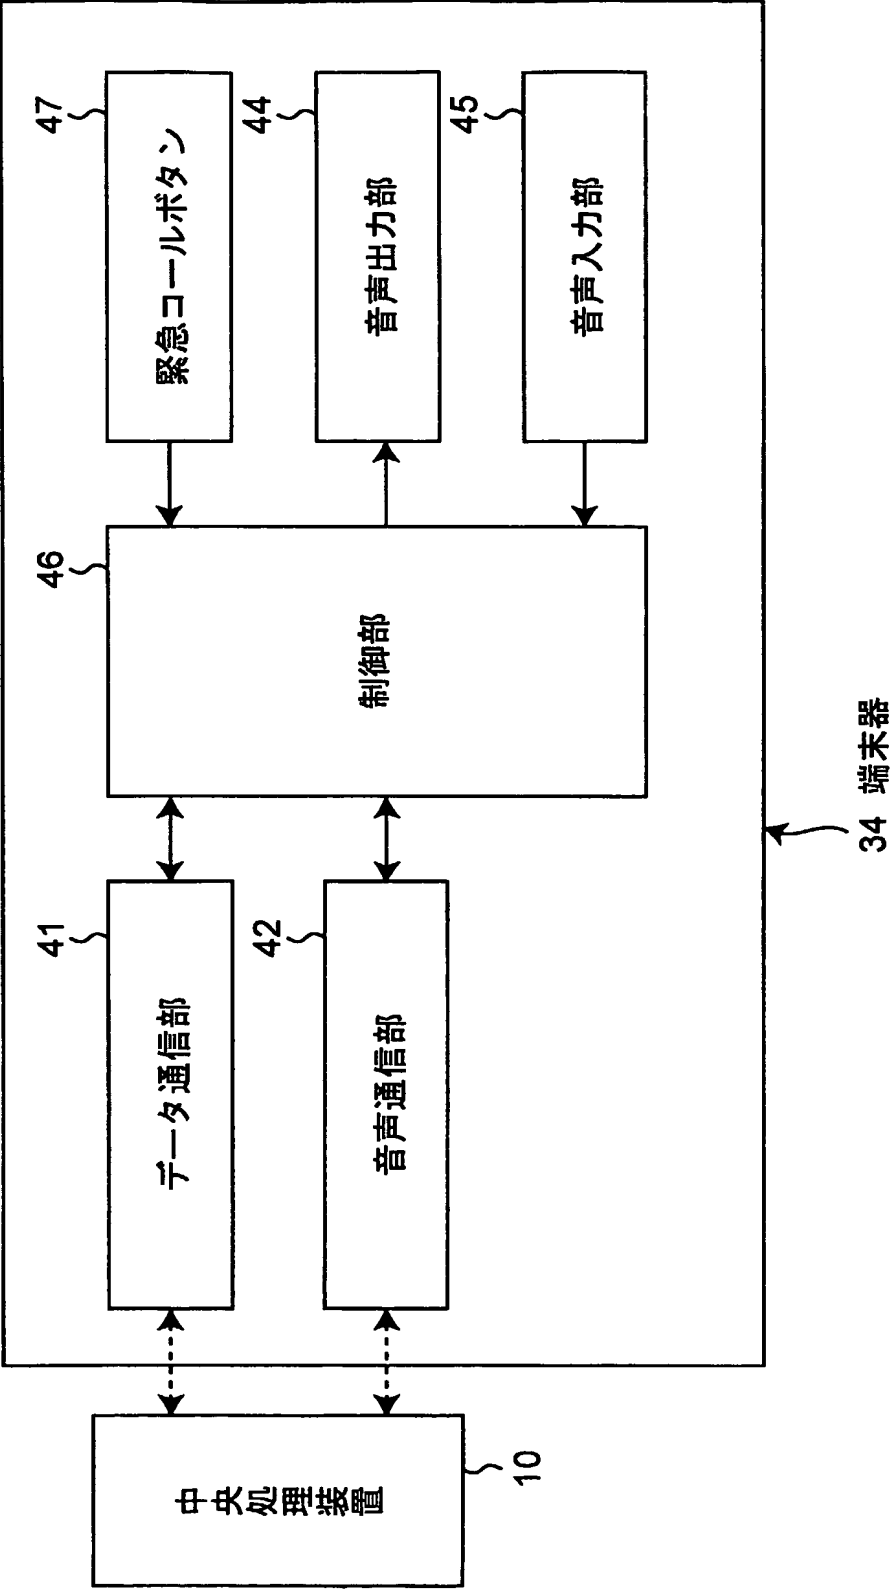 中央処理装置
10
データ通信部
41
音声通信部
42
制御部
46
緊急コールボタン
47
音声出力部
44
音声入力部
45
34 端末器